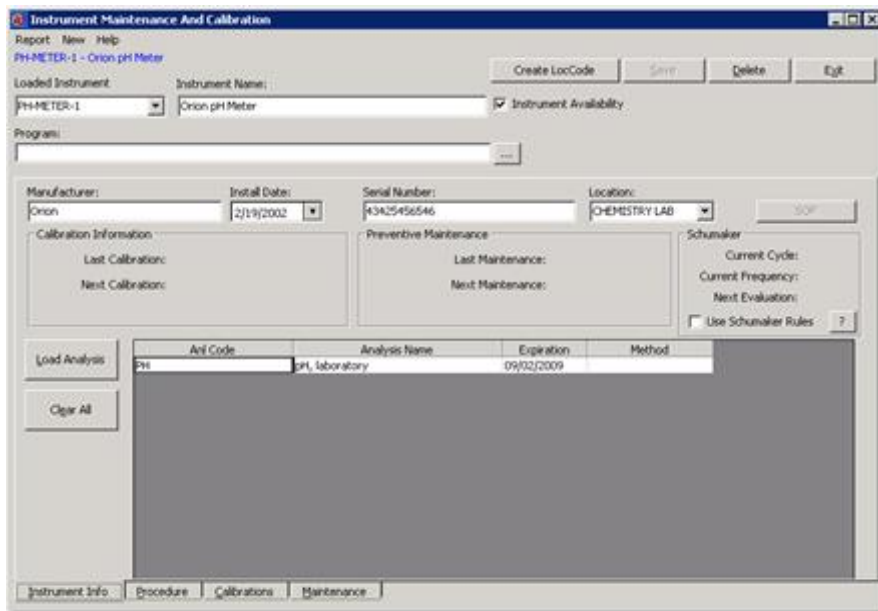 Instrument Maintenance And Calibration
Report New Help
PH-METER-1 - Orion pH Meter
Create LocCode Save Delete Exit
Loaded Instrument Instrument Name:
PH-METER-1 Orion pH Meter Instrument Availability
Program:
...
Manufacturer: Install Date: Serial Number: Location:
Orion 2/19/2002 43425456546 CHEMISTRY LAB SOP
Calibration Information Preventive Maintenance Schumaker
Last Calibration: Last Maintenance: Current Cycle:
Next Calibration: Next Maintenance: Current Frequency:
Next Evaluation:
Use Schumaker Rules ?
Load Analysis Anl Code Analysis Name Expiration Method
PH pH, laboratory 09/02/2009
Clear All
Instrument Info Procedure Calibrations Maintenance